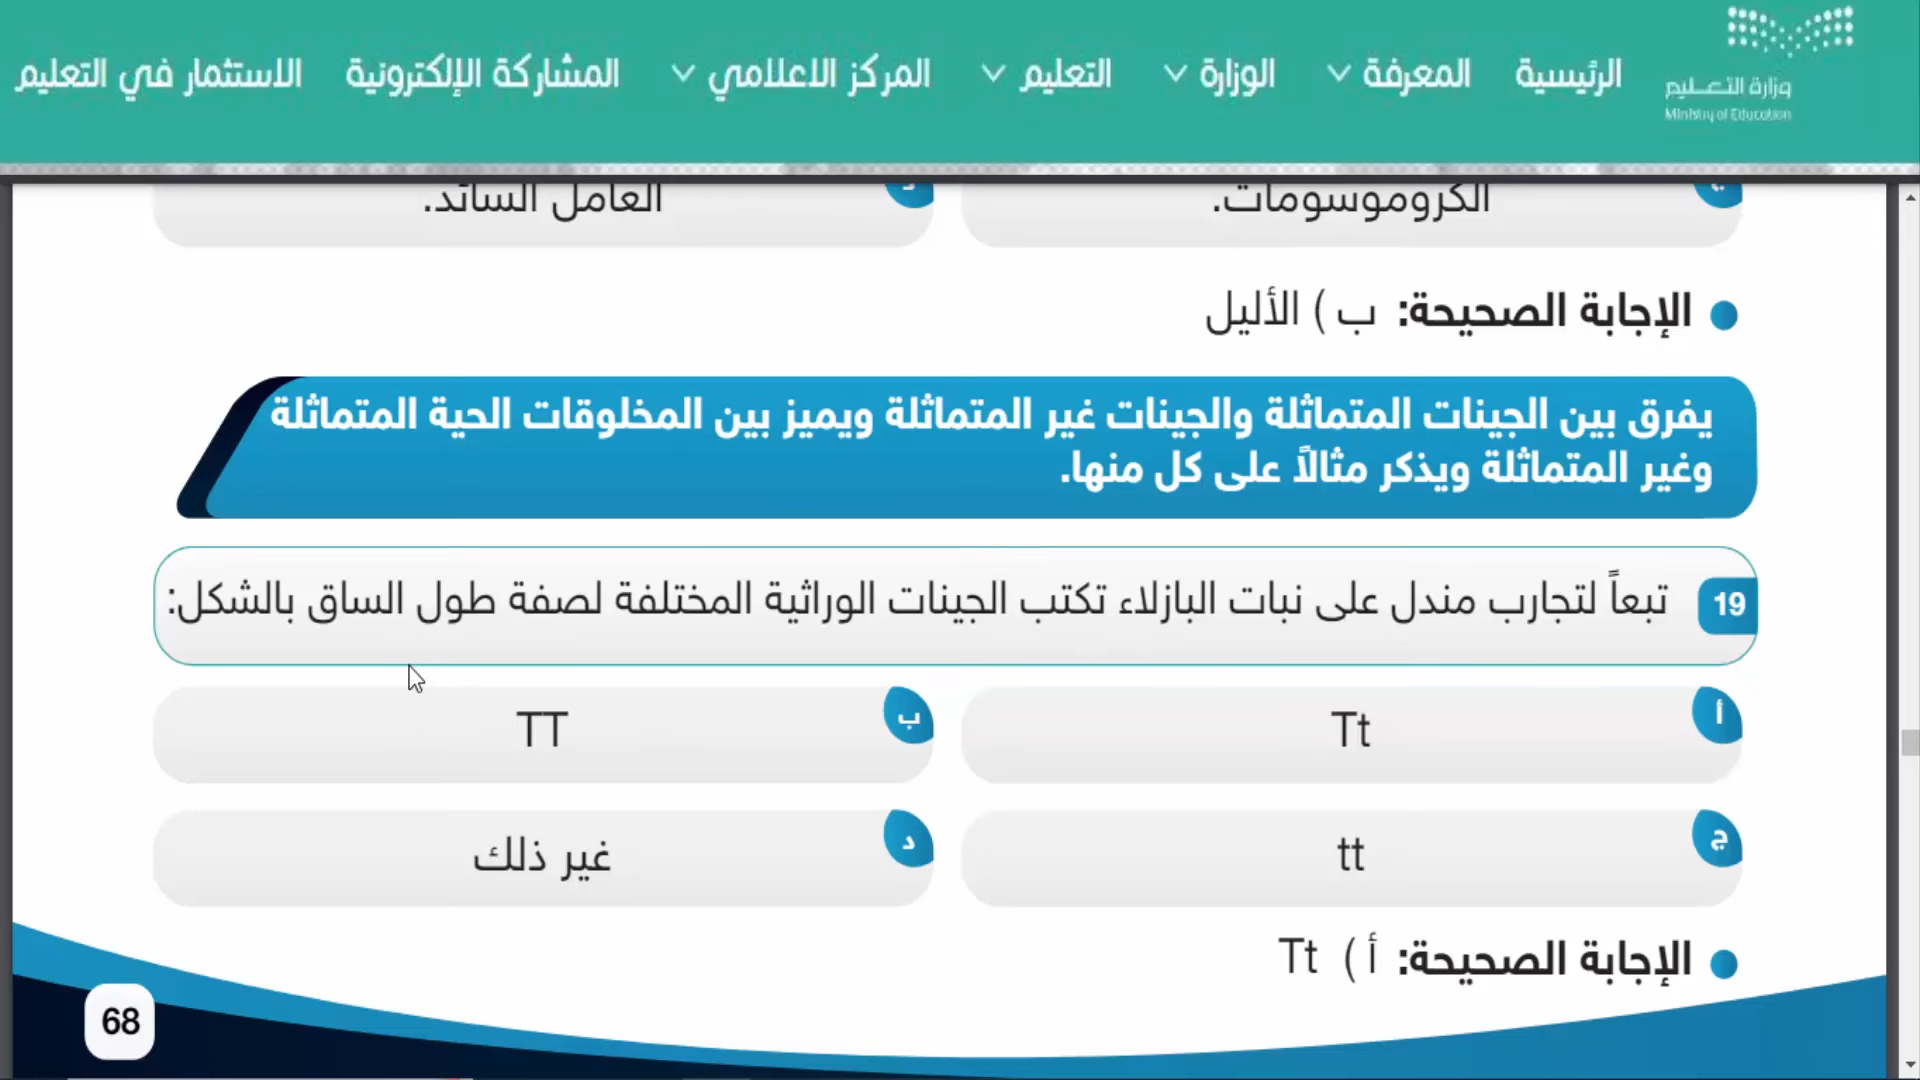 وزارة التعليم
Ministry of Education
الرئيسية المعرفة الوزارة التعليم المركز الاعلامي المشاركة الإلكترونية الاستثمار في التعليم
ج الكروموسومات.
د العامل السائد.
الإجابة الصحيحة: ب ) الأليل
يفرق بين الجينات المتماثلة والجينات غير المتماثلة ويميز بين المخلوقات الحية المتماثلة
وغير المتماثلة ويذكر مثالاً على كل منها.
19 تبعاً لتجارب مندل على نبات البازلاء تكتب الجينات الوراثية المختلفة لصفة طول الساق بالشكل:
أ Tt
ب TT
ج tt
د غير ذلك
الإجابة الصحيحة: أ ) Tt
68